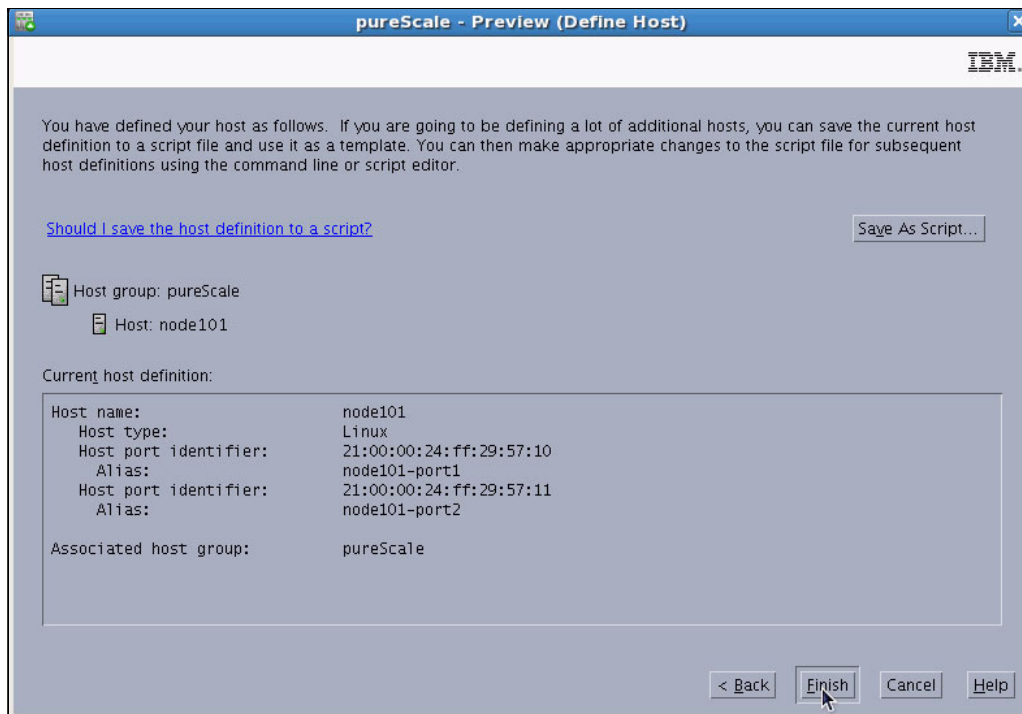 pureScale - Preview (Define Host)
IBM.
You have defined your host as follows. If you are going to be defining a lot of additional hosts, you can save the current host
definition to a script file and use it as a template. You can then make appropriate changes to the script file for subsequent
host definitions using the command line or script editor.
Should I save the host definition to a script?
Save As Script...
Host group: pureScale
Host: node101
Current host definition:
Host name: node101
Host type: Linux
Host port identifier: 21:00:00:24:ff:29:57:10
Alias: node101-port1
Host port identifier: 21:00:00:24:ff:29:57:11
Alias: node101-port2
Associated host group: pureScale
< Back Finish Cancel Help